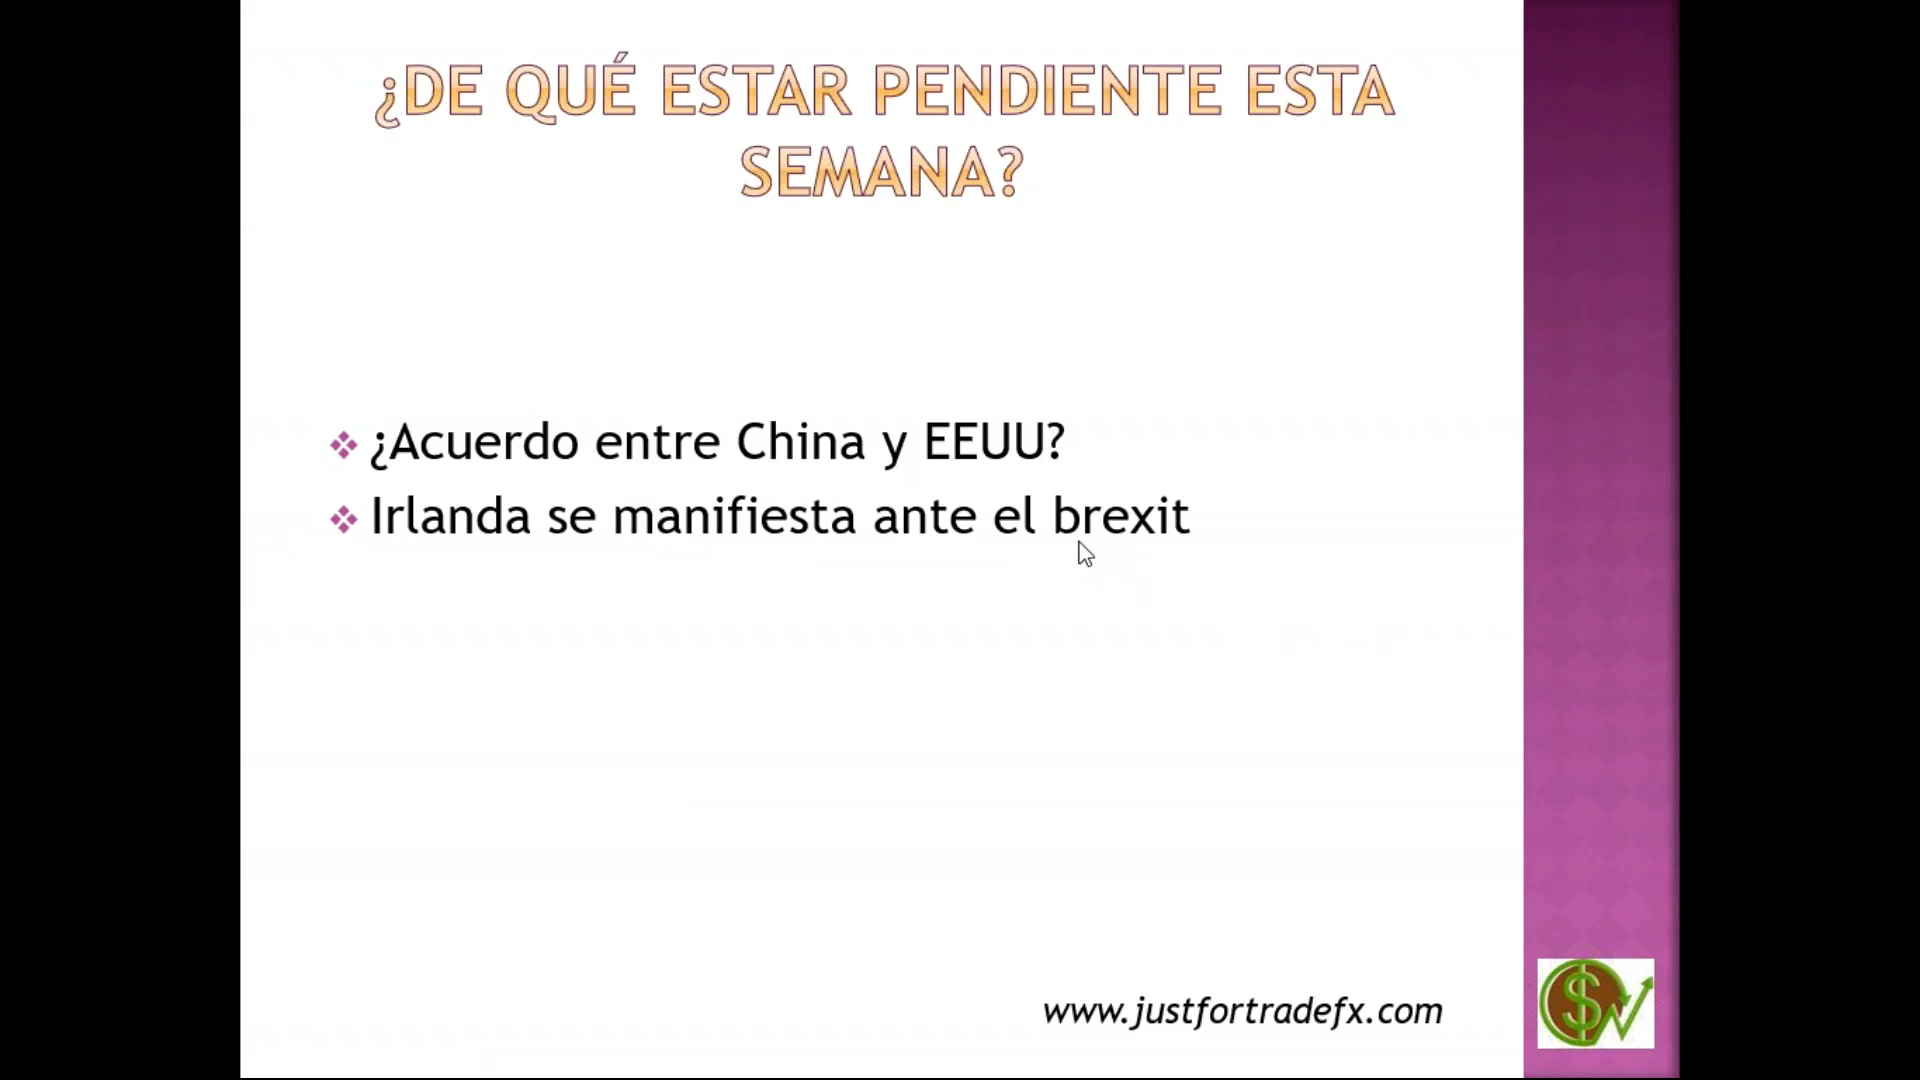 ¿DE QUÉ ESTAR PENDIENTE ESTA
SEMANA?
¿Acuerdo entre China y EEUU?
Irlanda se manifiesta ante el brexit
www.justfortradefx.com